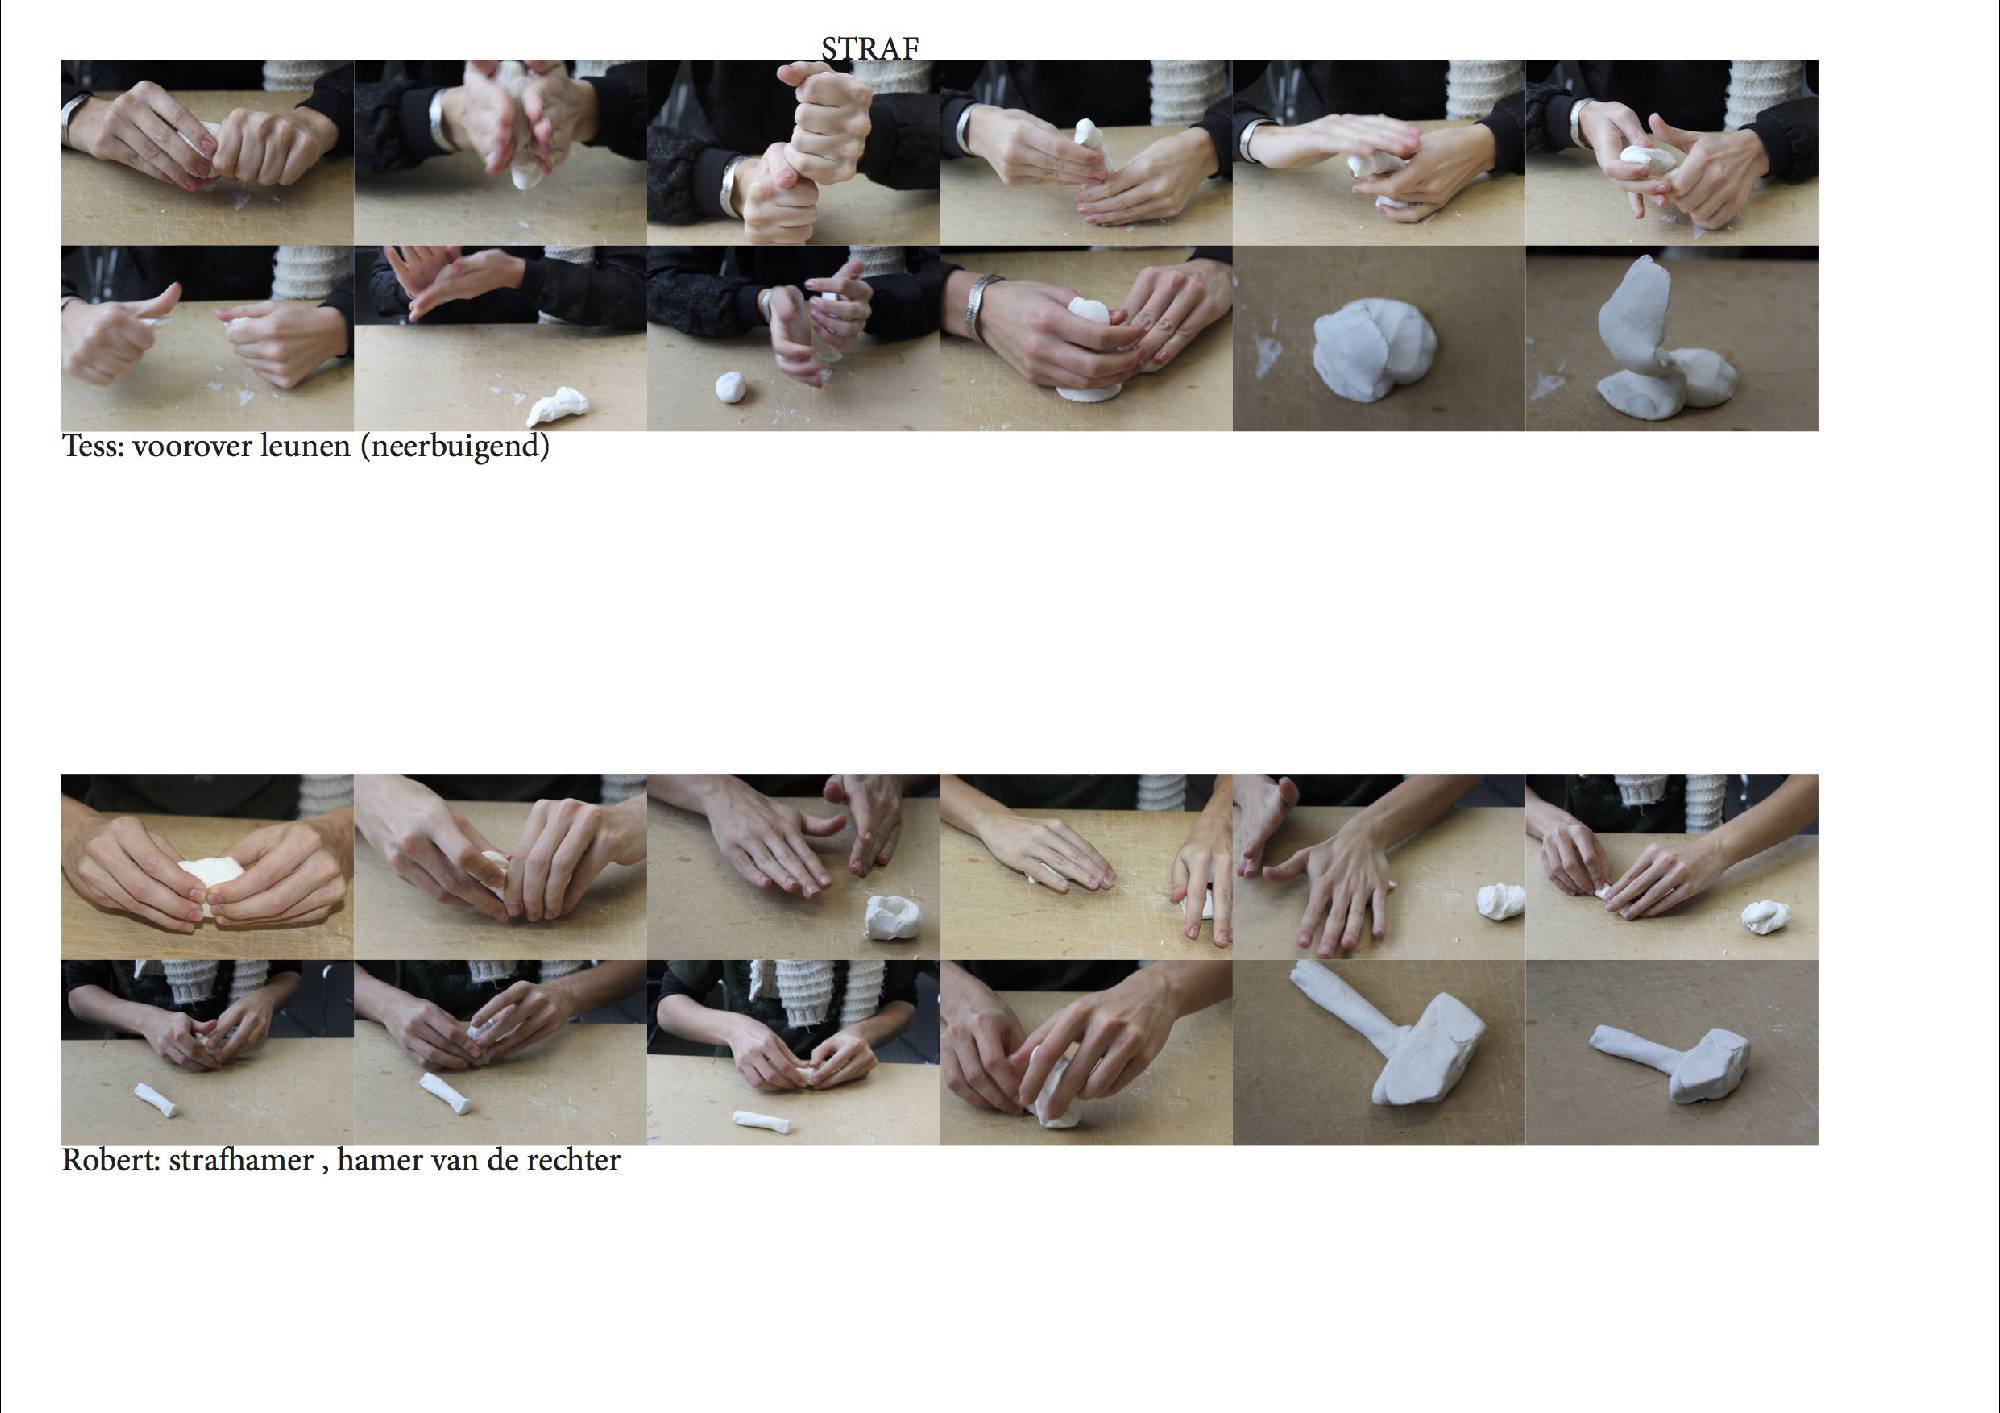 STRAF
Tess: voorover leunen (neerbuigend)
Robert: strafhamer , hamer van de rechter